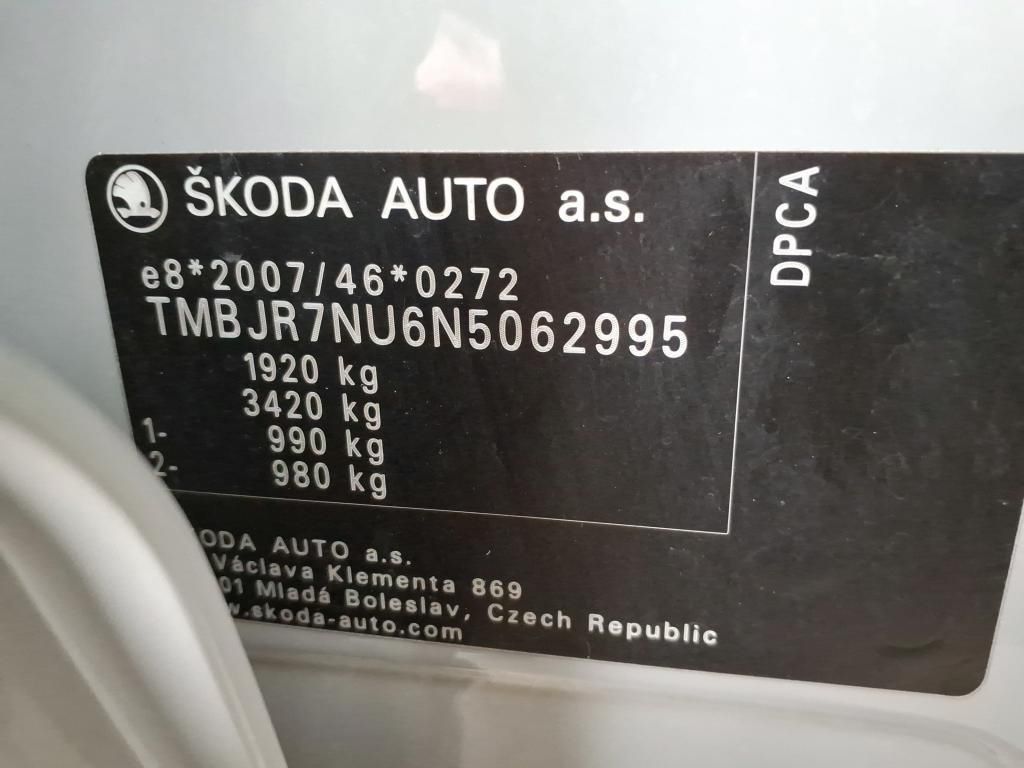 ŠKODA AUTO a.s.
DPCA
e8*2007/46*0272
TMBJR7NU6N5062995
1920 kg
3420 kg
1- 990 kg
2- 980 kg
ODA AUTO a.s.
Václava Klementa 869
01 Mladá Boleslav, Czech Republic
w.skoda-auto.com